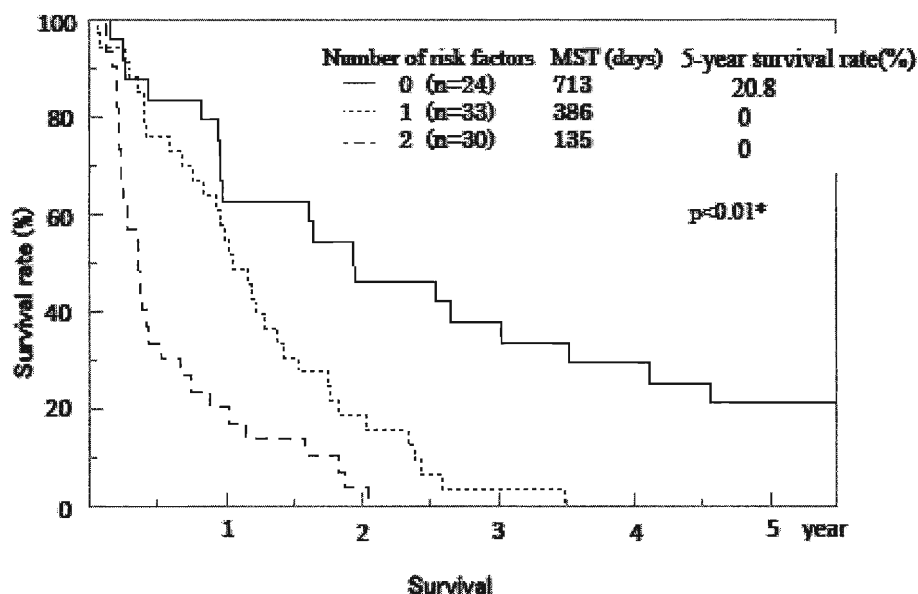 Number of risk factors MST (days) 5-year survival rate(%)
0 (n=24) 713 20.8
1 (n=33) 386 0
2 (n=30) 135 0
p<0.01*
Survival rate (%)
100
80
60
40
20
0
1 2 3 4 5 year
Survival